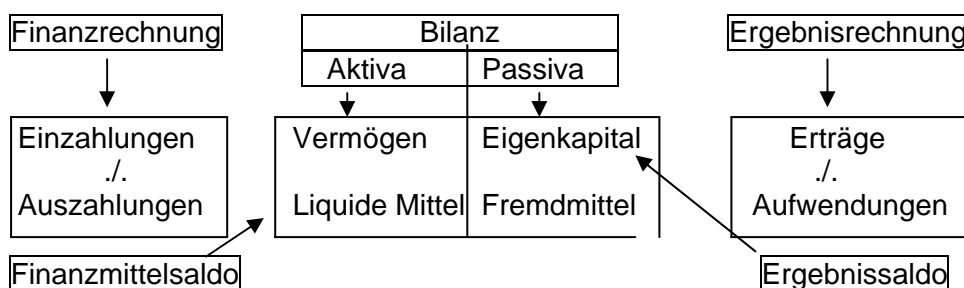 Finanzrechnung
Bilanz
Ergebnisrechnung
Aktiva
Passiva
Einzahlungen
./.
Auszahlungen
Vermögen
Liquide Mittel
Eigenkapital
Fremdmittel
Erträge
./.
Aufwendungen
Finanzmittelsaldo
Ergebnissaldo